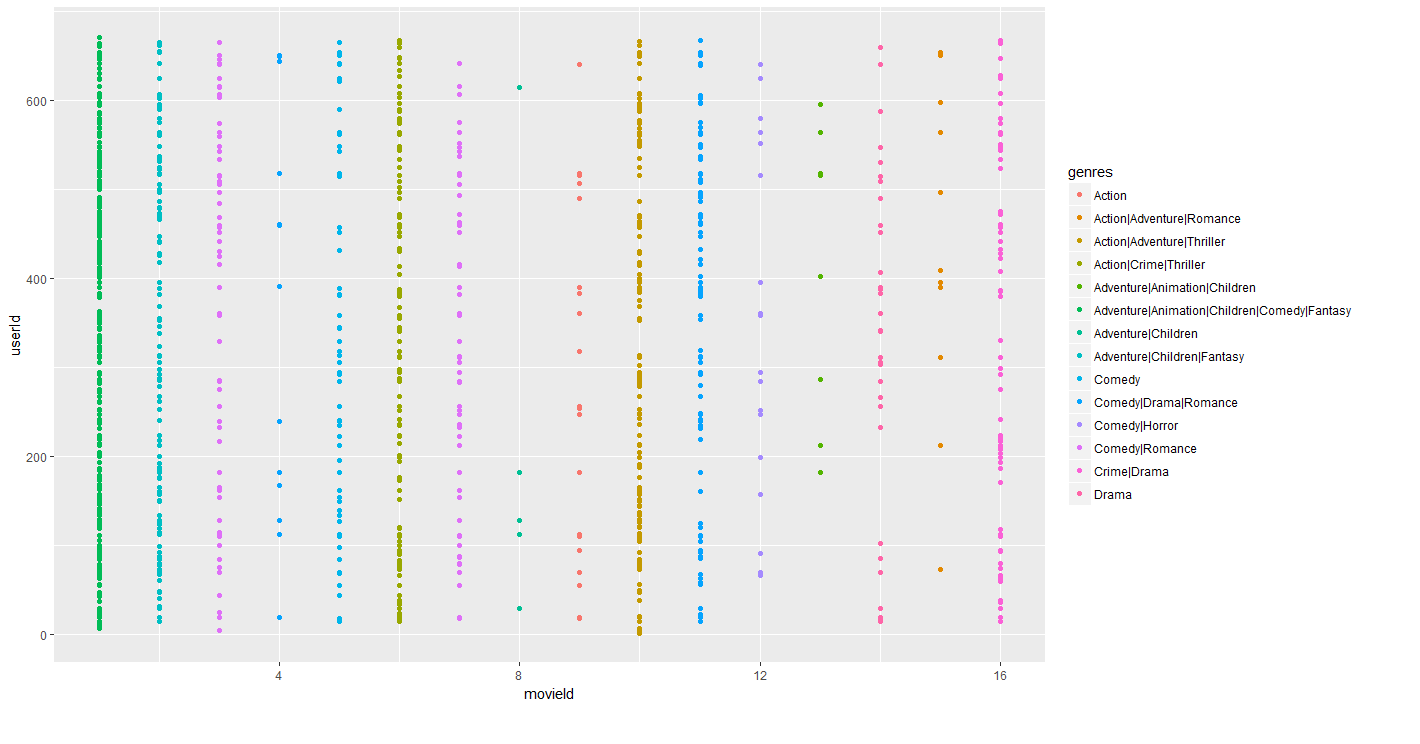 600
400
200
0
userId
4
8
12
16
movieId
genres
Action
Action|Adventure|Romance
Action|Adventure|Thriller
Action|Crime|Thriller
Adventure|Animation|Children
Adventure|Animation|Children|Comedy|Fantasy
Adventure|Children
Adventure|Children|Fantasy
Comedy
Comedy|Drama|Romance
Comedy|Horror
Comedy|Romance
Crime|Drama
Drama